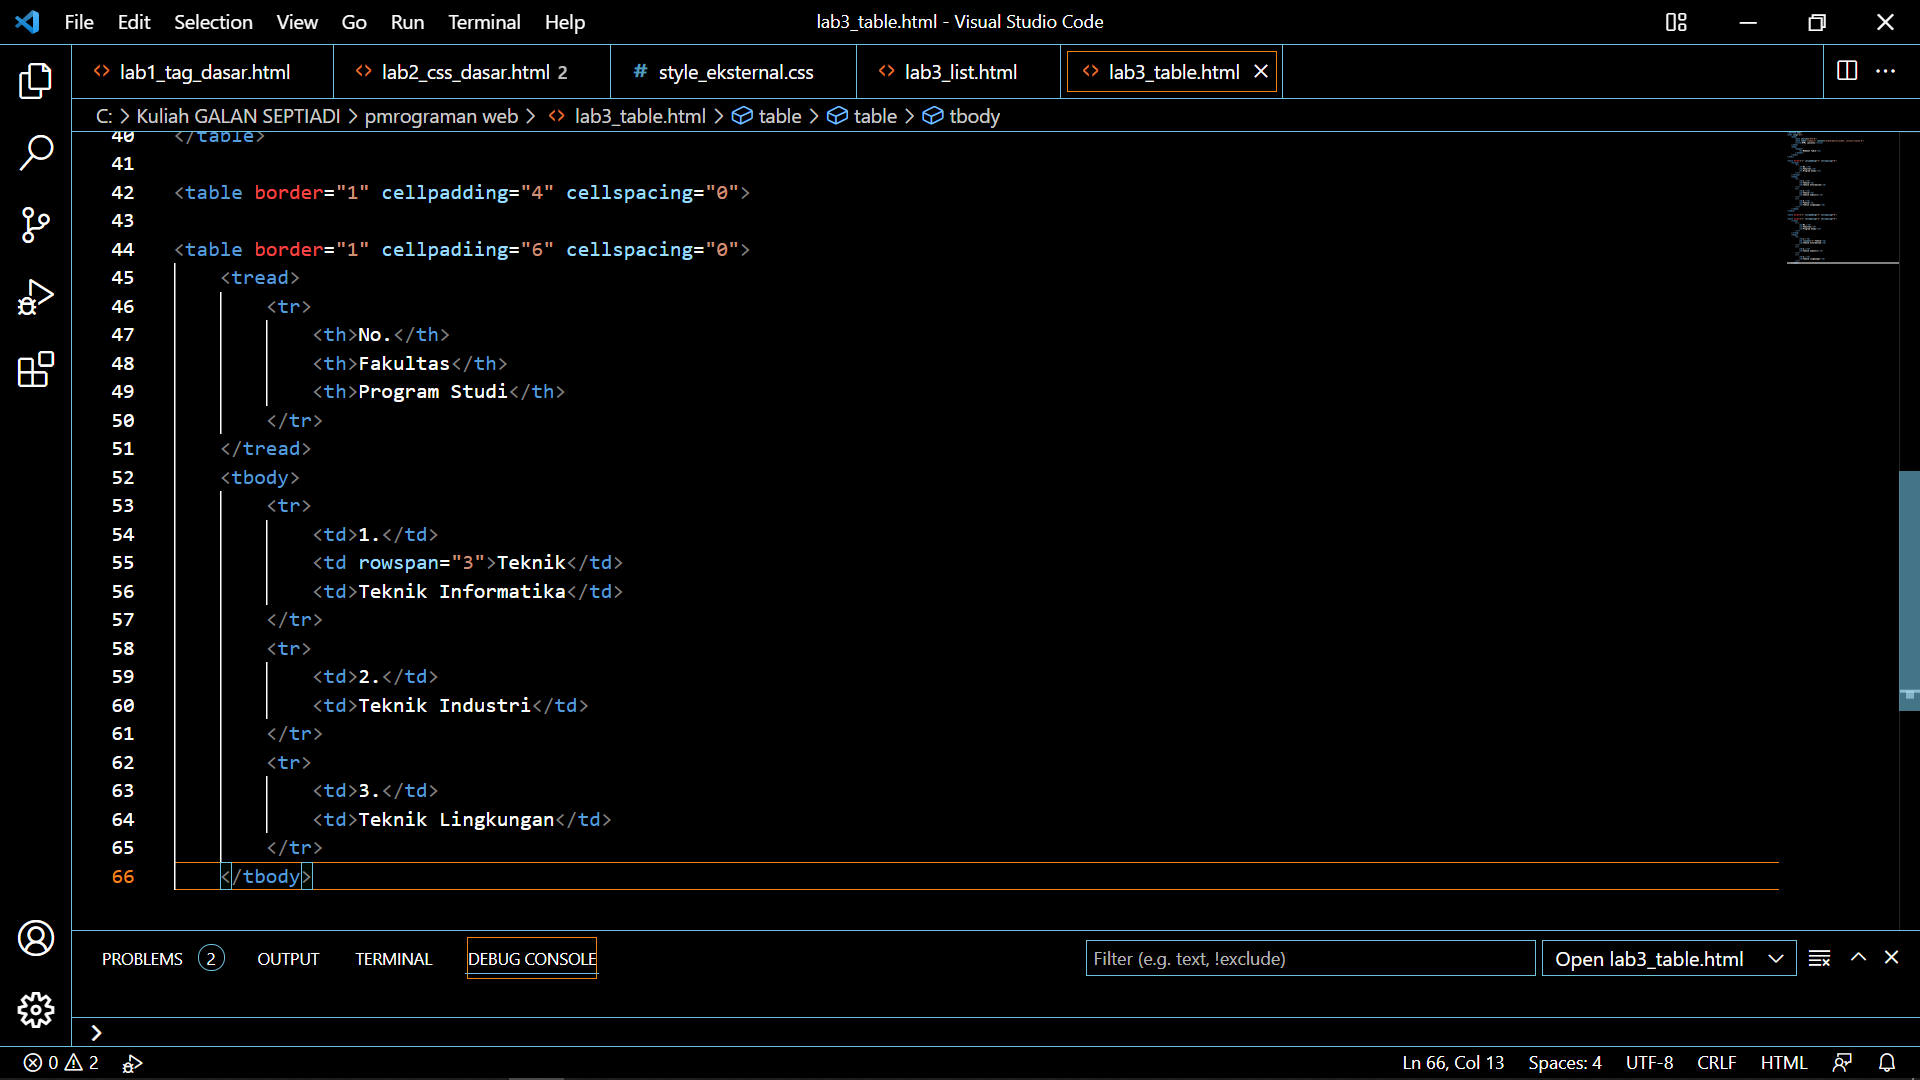 File Edit Selection View Go Run Terminal Help
lab3_table.html - Visual Studio Code
lab1_tag_dasar.html
lab2_css_dasar.html 2
# style_eksternal.css
lab3_list.html
lab3_table.html
C: > Kuliah GALAN SEPTIADI > pmrograman web > lab3_table.html > table > table > tbody
40 </table>
41
42 <table border="1" cellpadding="4" cellspacing="0">
43
44 <table border="1" cellpadiing="6" cellspacing="0">
45 <tread>
46 <tr>
47 <th>No.</th>
48 <th>Fakultas</th>
49 <th>Program Studi</th>
50 </tr>
51 </tread>
52 <tbody>
53 <tr>
54 <td>1.</td>
55 <td rowspan="3">Teknik</td>
56 <td>Teknik Informatika</td>
57 </tr>
58 <tr>
59 <td>2.</td>
60 <td>Teknik Industri</td>
61 </tr>
62 <tr>
63 <td>3.</td>
64 <td>Teknik Lingkungan</td>
65 </tr>
66 </tbody>
PROBLEMS 2 OUTPUT TERMINAL DEBUG CONSOLE
Filter (e.g. text, !exclude)
Open lab3_table.html
0 2
Ln 66, Col 13 Spaces: 4 UTF-8 CRLF HTML